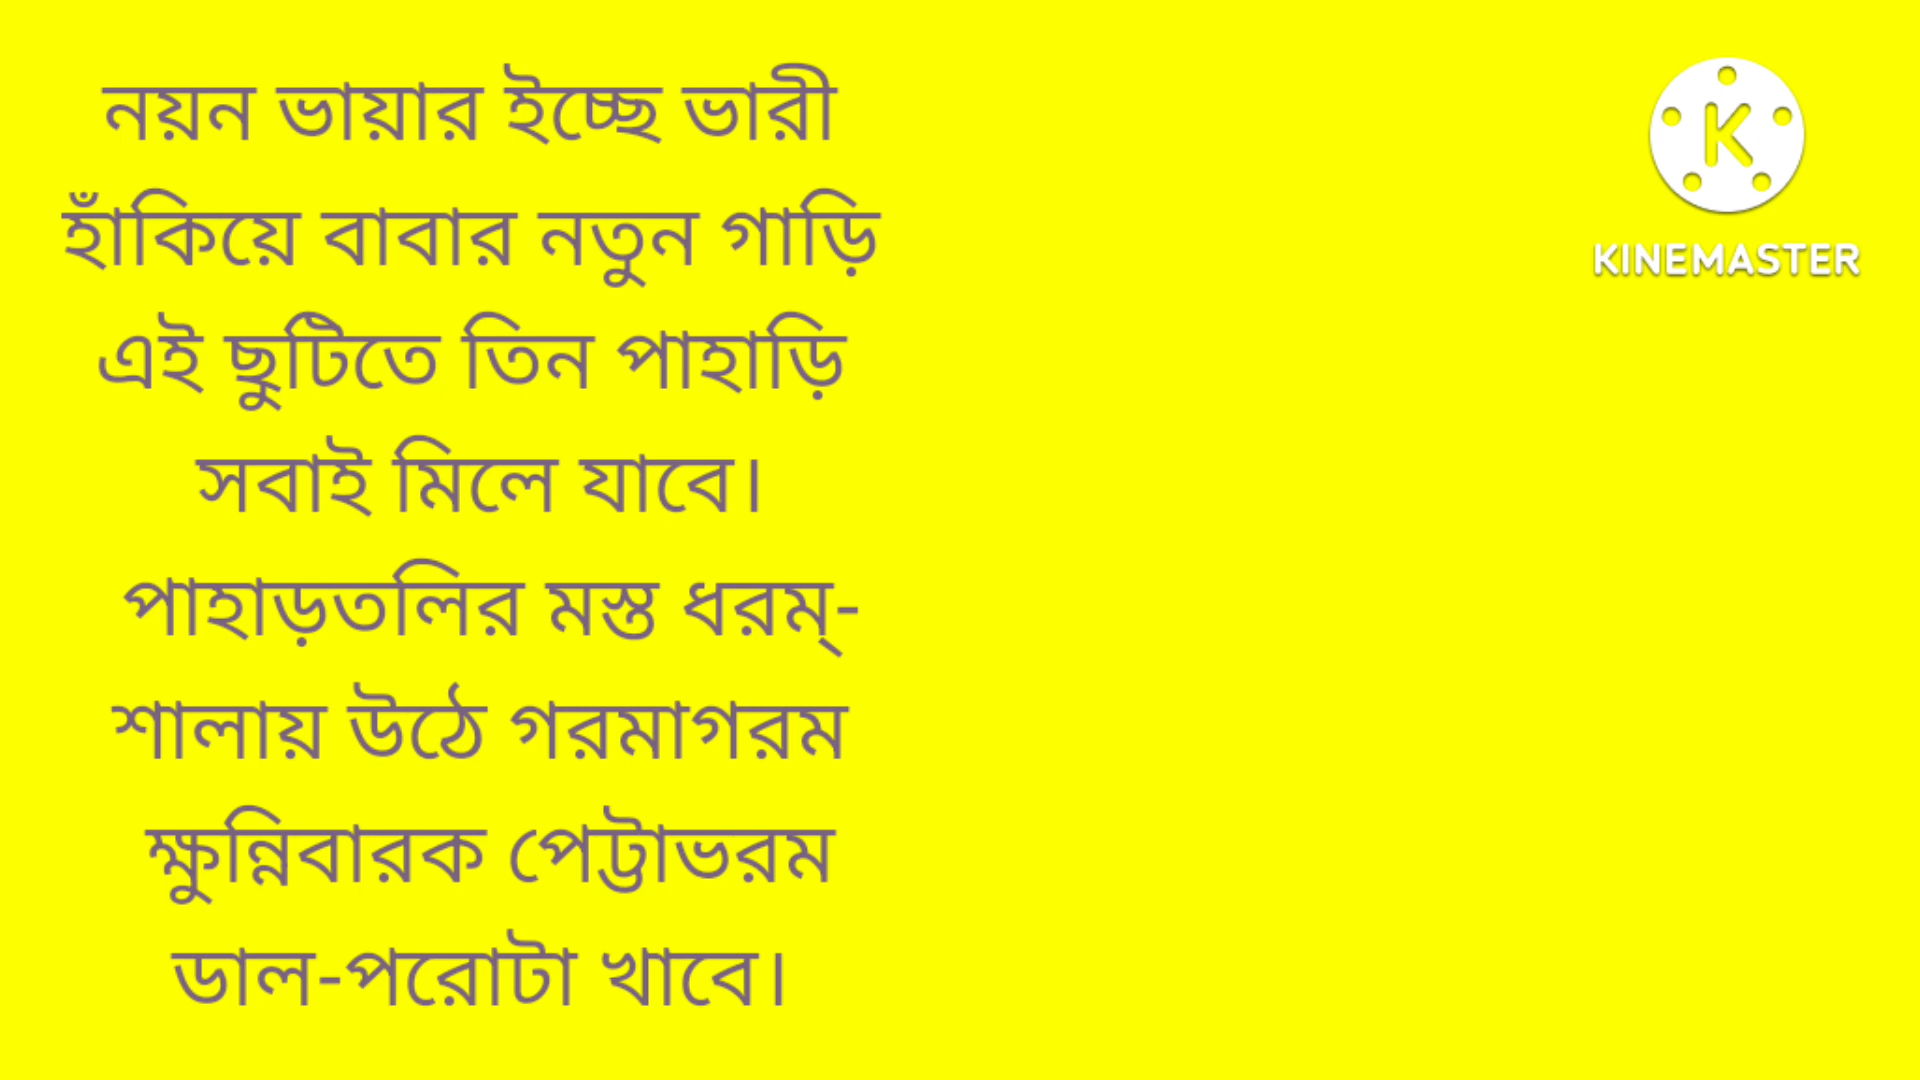 নয়ন ভায়ার ইচ্ছে ভারী
হাঁকিয়ে বাবার নতুন গাড়ি
এই ছুটিতে তিন পাহাড়ি
সবাই মিলে যাবে।
পাহাড়তলির মস্ত ধরম্-
শালায় উঠে গরমাগরম
ক্ষুন্নিবারক পেট্টাভরম
ডাল-পরোটা খাবে।
K
KINEMASTER